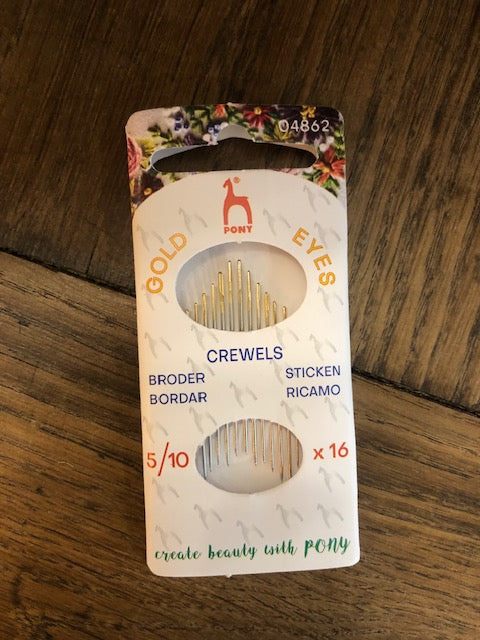 04862
PONY
GOLD EYES
CREWELS
BRODER STICKEN
BORDAR RICAMO
5/10 x 16
create beauty with PONY